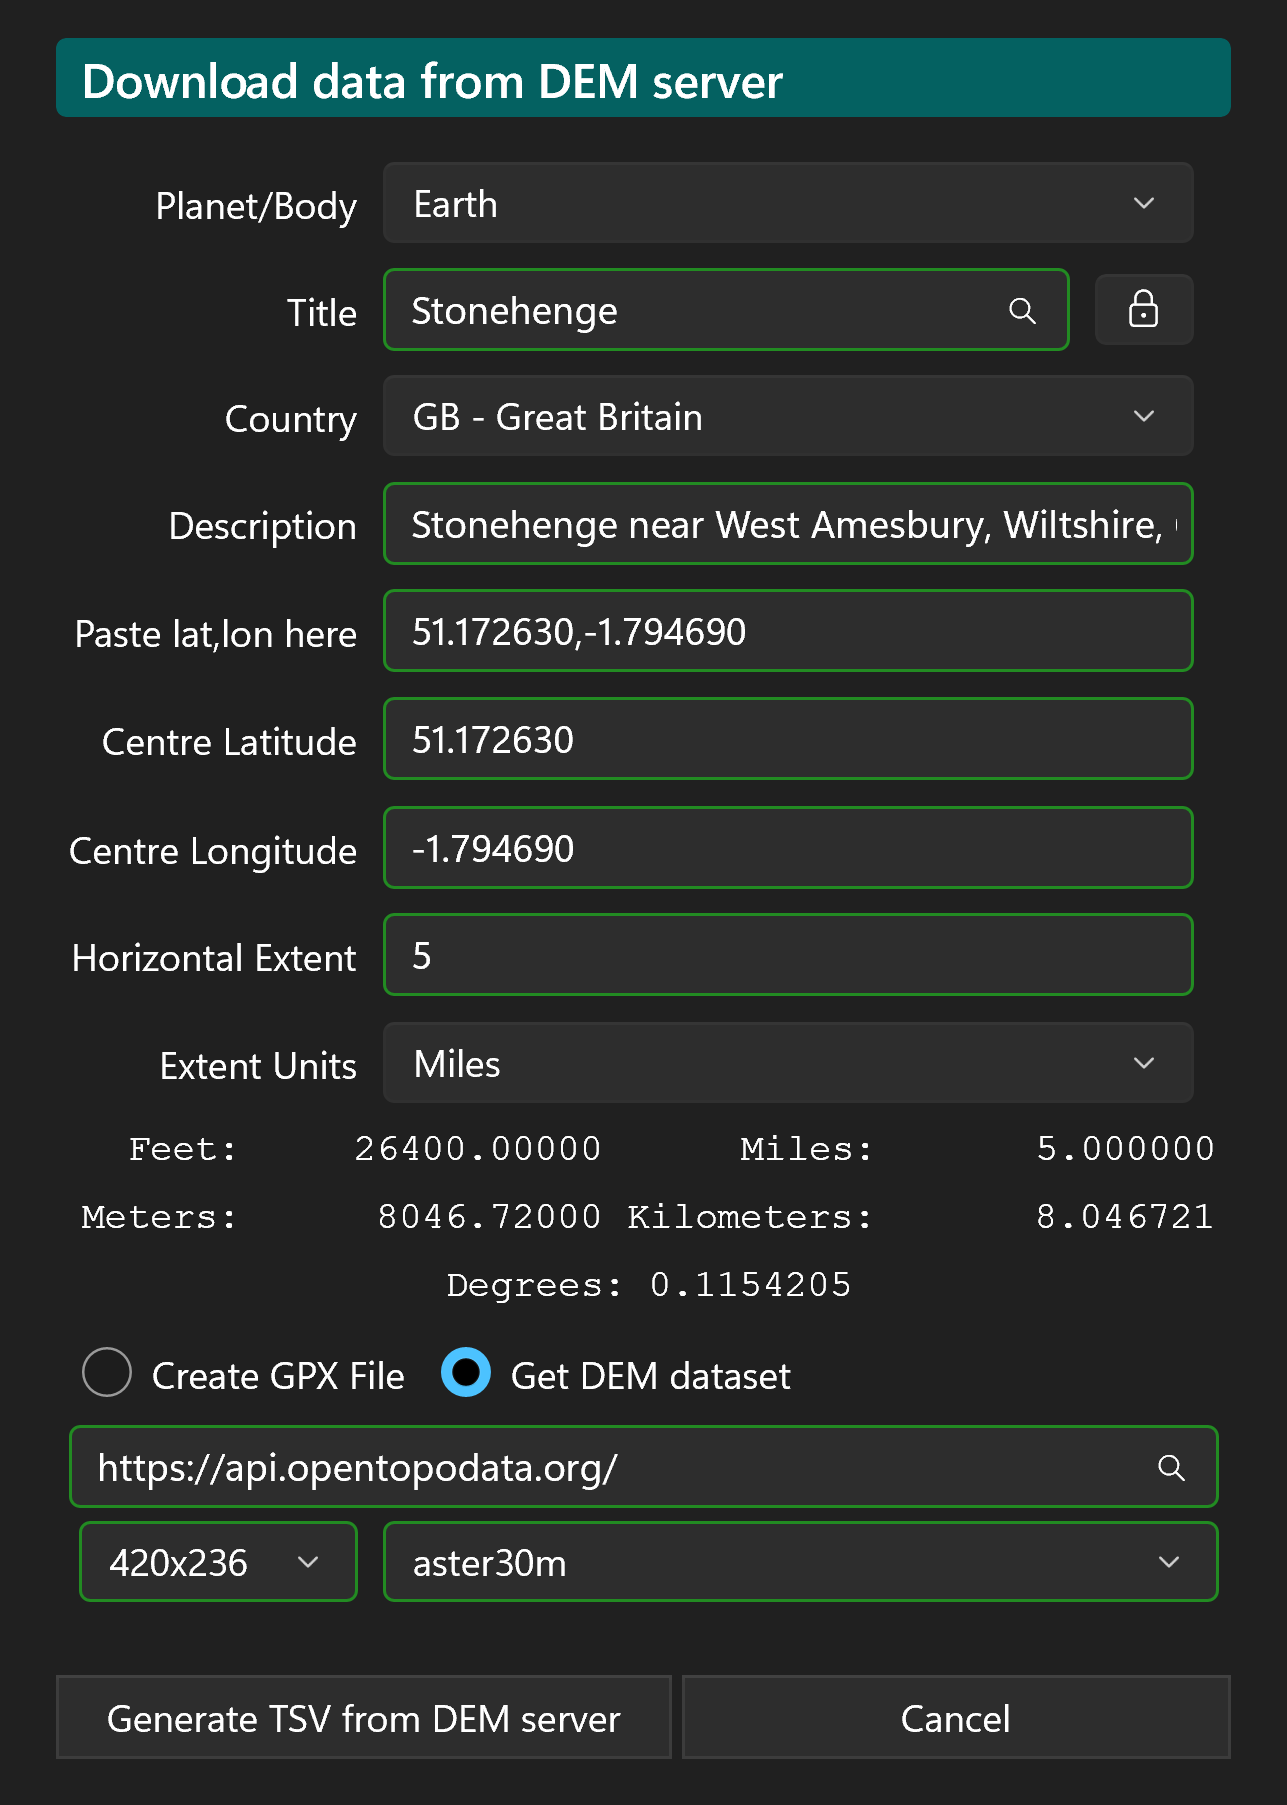 Download data from DEM server
Planet/Body Earth
Title Stonehenge
Country GB - Great Britain
Description Stonehenge near West Amesbury, Wiltshire,
Paste lat,lon here 51.172630,-1.794690
Centre Latitude 51.172630
Centre Longitude -1.794690
Horizontal Extent 5
Extent Units Miles
Feet: 26400.00000 Miles: 5.000000
Meters: 8046.72000 Kilometers: 8.046721
Degrees: 0.1154205
Create GPX File Get DEM dataset
https://api.opentopodata.org/
420x236 aster30m
Generate TSV from DEM server Cancel